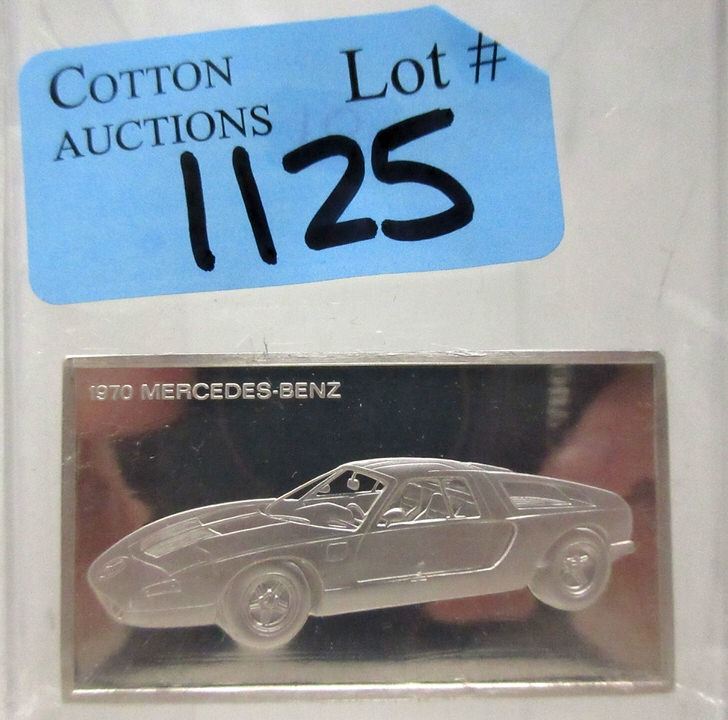 COTTON
AUCTIONS
Lot #
1125
1970 MERCEDES-BENZ